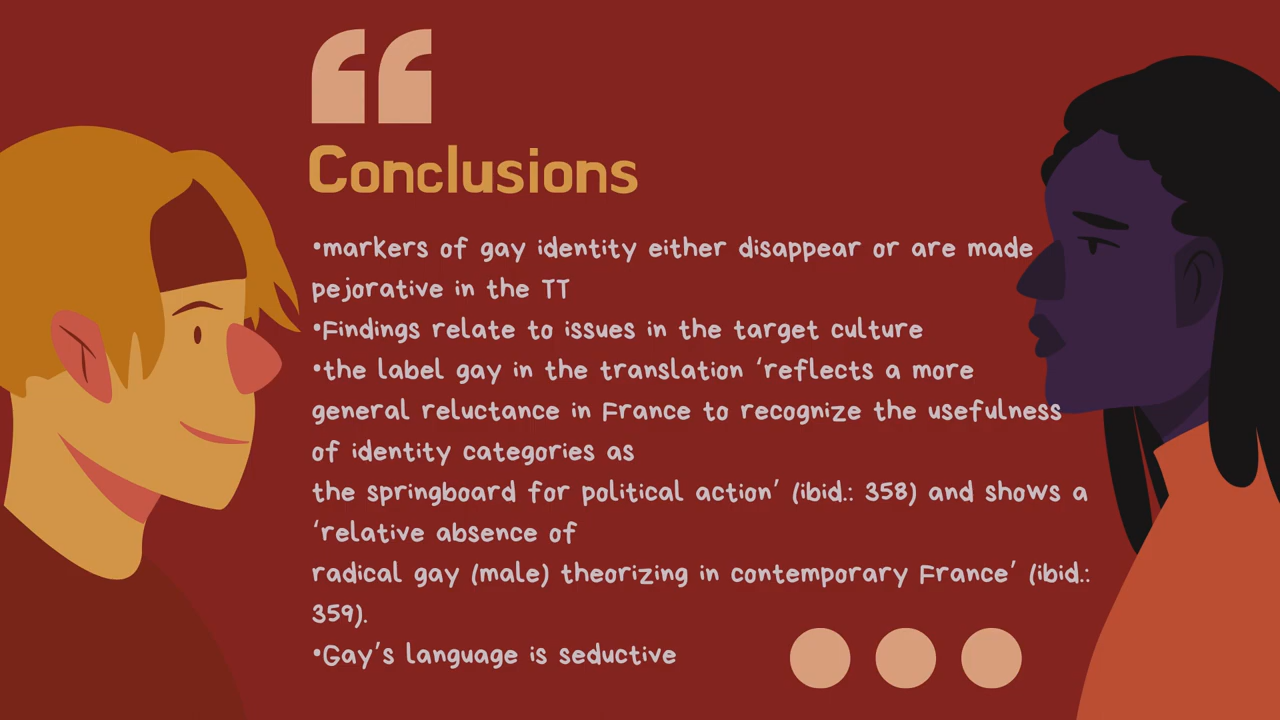 Conclusions
•markers of gay identity either disappear or are made
pejorative in the TT
•Findings relate to issues in the target culture
•the label gay in the translation ‘reflects a more
general reluctance in France to recognize the usefulness
of identity categories as
the springboard for political action’ (ibid.: 358) and shows a
‘relative absence of
radical gay (male) theorizing in contemporary France’ (ibid.:
359).
•Gay’s language is seductive